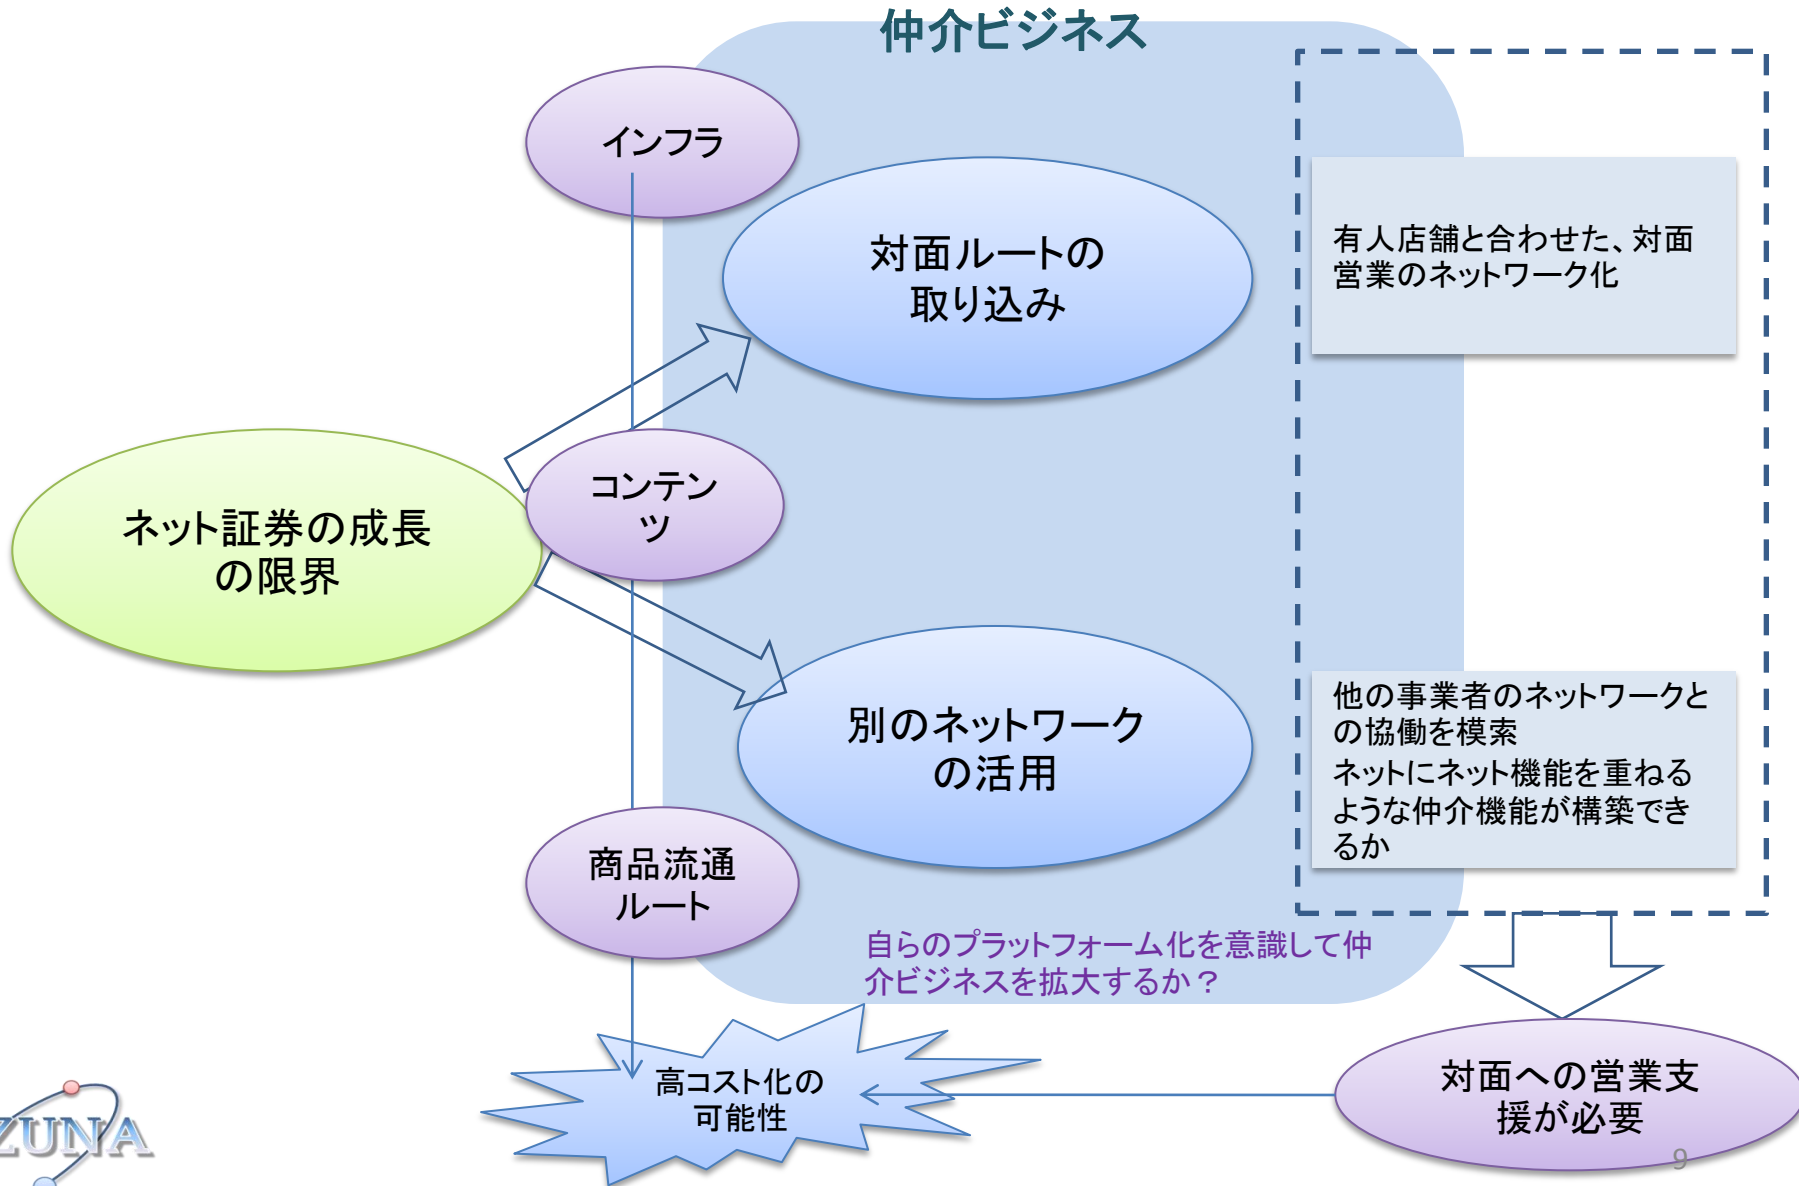 仲介ビジネス
インフラ
対面ルートの
取り込み
有人店舗と合わせた、対面
営業のネットワーク化
コンテン
ツ
ネット証券の成長
の限界
別のネットワーク
の活用
他の事業者のネットワークと
の協働を模索
ネットにネット機能を重ねる
ような仲介機能が構築でき
るか
商品流通
ルート
自らのプラットフォーム化を意識して仲
介ビジネスを拡大するか？
高コスト化の
可能性
対面への営業支
援が必要
ZUNA
9